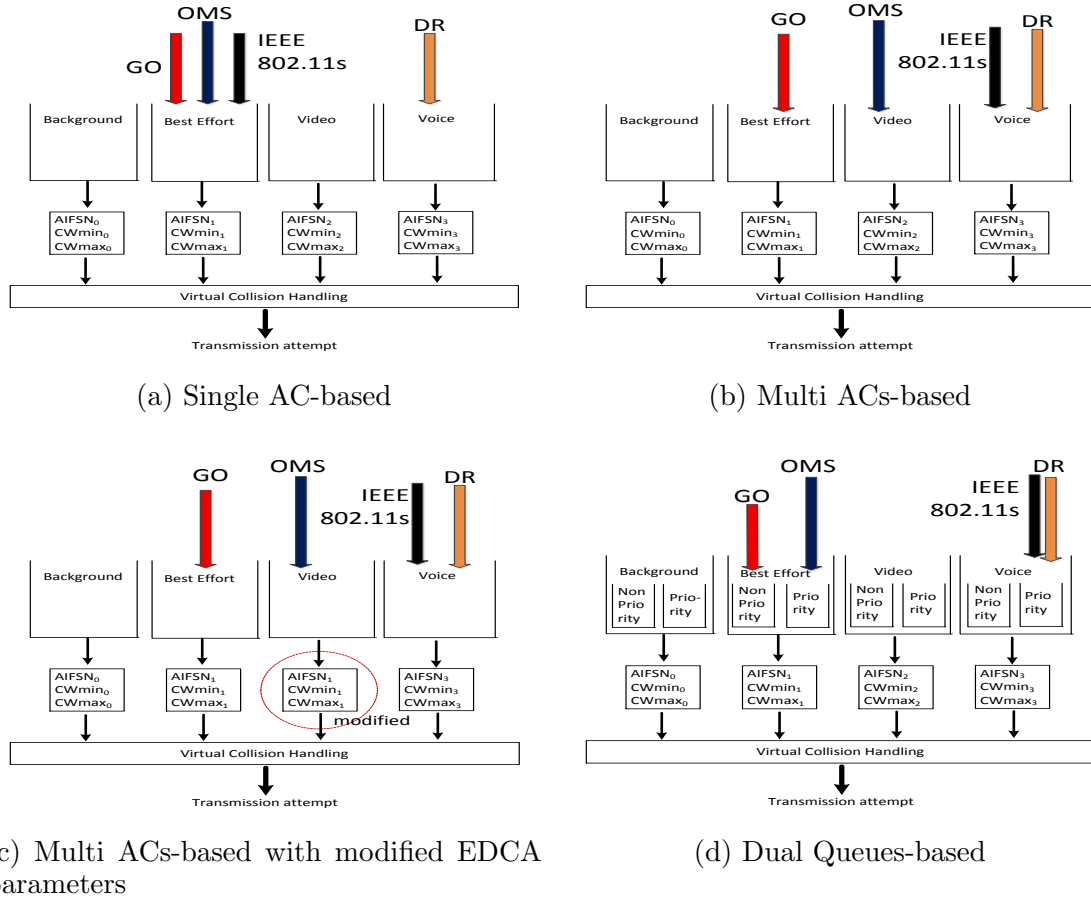 OMS
GO
IEEE
802.11s
DR
Background
Best Effort
Video
Voice
AIFSN₀
CWmin₀
CWmax₀
AIFSN₁
CWmin₁
CWmax₁
AIFSN₂
CWmin₂
CWmax₂
AIFSN₃
CWmin₃
CWmax₃
Virtual Collision Handling
Transmission attempt
(a) Single AC-based
GO
OMS
IEEE
802.11s
DR
Background
Best Effort
Video
Voice
AIFSN₀
CWmin₀
CWmax₀
AIFSN₁
CWmin₁
CWmax₁
AIFSN₂
CWmin₂
CWmax₂
AIFSN₃
CWmin₃
CWmax₃
Virtual Collision Handling
Transmission attempt
(b) Multi ACs-based
GO
OMS
IEEE
802.11s
DR
Background
Best Effort
Video
Voice
AIFSN₀
CWmin₀
CWmax₀
AIFSN₁
CWmin₁
CWmax₁
AIFSN₁
CWmin₁
CWmax₁
modified
AIFSN₃
CWmin₃
CWmax₃
Virtual Collision Handling
Transmission attempt
c) Multi ACs-based with modified EDCA
parameters
GO
OMS
IEEE
802.11s
DR
Background
Non
Prio
rity
Prio-
rity
Best Effort
Non
Prio
rity
Prio
rity
Video
Non
Prio
rity
Prio
rity
Voice
Non
Prio
rity
Prio
rity
AIFSN₀
CWmin₀
CWmax₀
AIFSN₁
CWmin₁
CWmax₁
AIFSN₂
CWmin₂
CWmax₂
AIFSN₃
CWmin₃
CWmax₃
Virtual Collision Handling
Transmission attempt
(d) Dual Queues-based